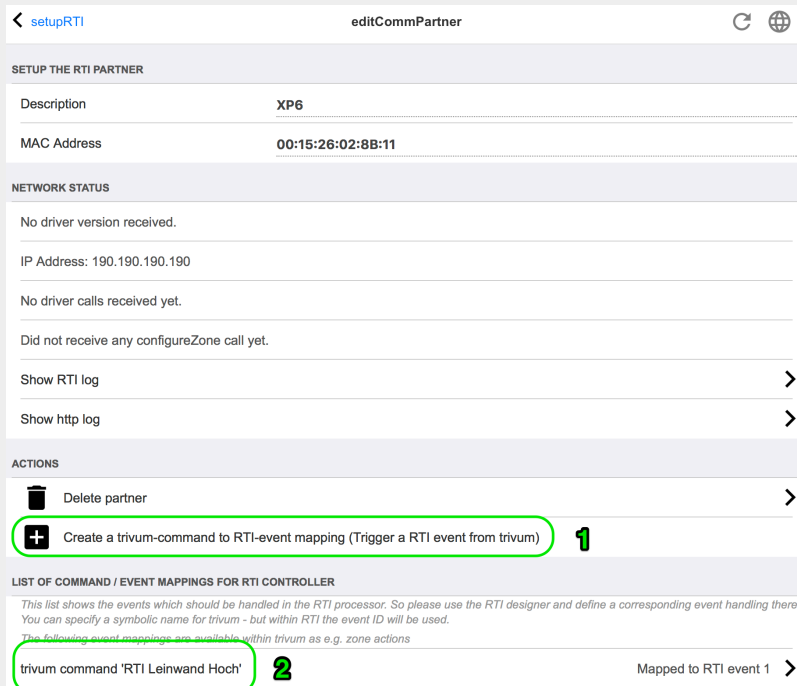 setupRTI editCommPartner
SETUP THE RTI PARTNER
Description XP6
MAC Address 00:15:26:02:8B:11
NETWORK STATUS
No driver version received.
IP Address: 190.190.190.190
No driver calls received yet.
Did not receive any configureZone call yet.
Show RTI log
Show http log
ACTIONS
Delete partner
Create a trivum-command to RTI-event mapping (Trigger a RTI event from trivum) 1
LIST OF COMMAND / EVENT MAPPINGS FOR RTI CONTROLLER
This list shows the events which should be handled in the RTI processor. So please use the RTI designer and define a corresponding event handling there
You can specify a symbolic name for trivum - but within RTI the event ID will be used.
The following event mappings are available within trivum as e.g. zone actions
trivum command 'RTI Leinwand Hoch' 2 Mapped to RTI event 1